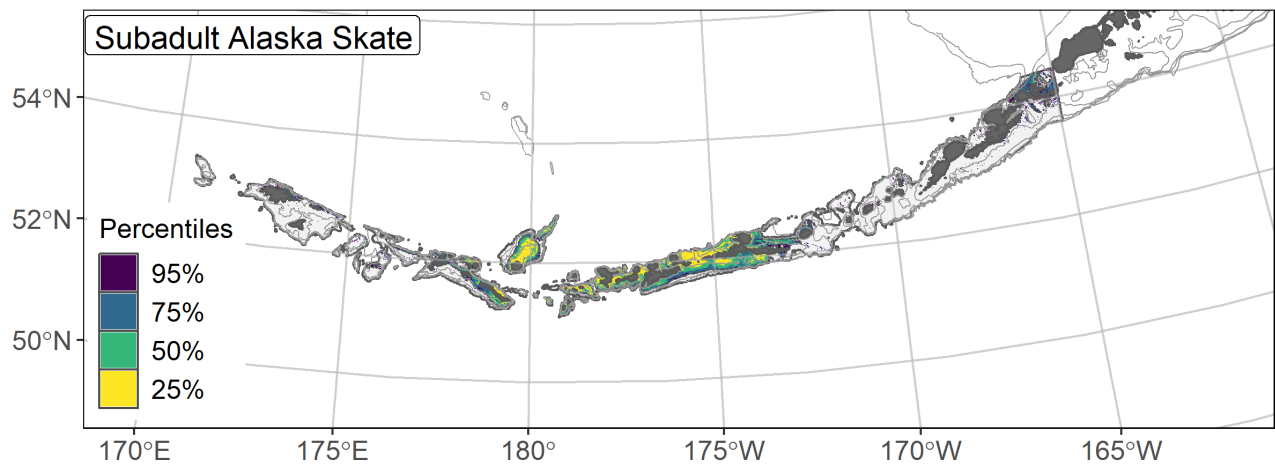 Subadult Alaska Skate
54°N
52°N
50°N
Percentiles
95%
75%
50%
25%
170°E
175°E
180°
175°W
170°W
165°W